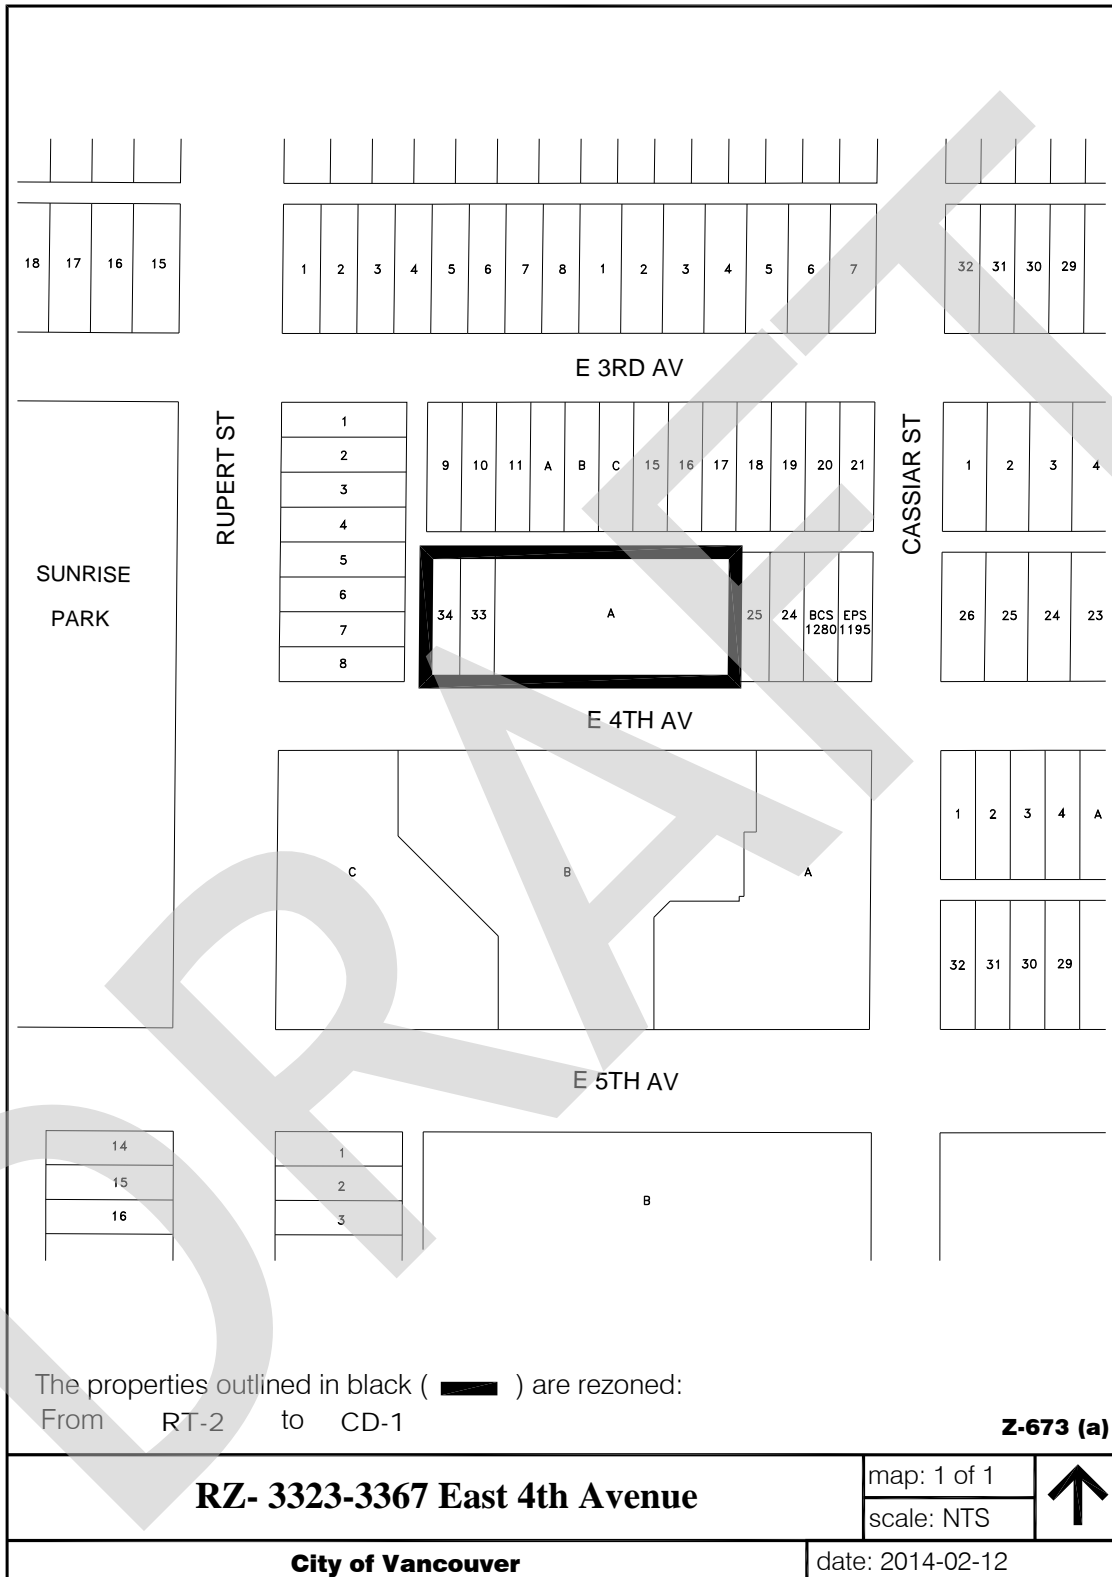 18 17 16 15
1 2 3 4 5 6 7 8 1 2 3 4 5 6 7
32 31 30 29
E 3RD AV
RUPERT ST
CASSIAR ST
1
2
3
4
5
6
7
8
9 10 11 A B C 15 16 17 18 19 20 21
1 2 3 4
SUNRISE
PARK
34 33 A 25 24 BCS 1280 EPS 1195
26 25 24 23
E 4TH AV
C B A
1 2 3 4 A
32 31 30 29
E 5TH AV
14
15
16
1
2
3
B
DRAFT
The properties outlined in black ( ) are rezoned:
From RT-2 to CD-1
Z-673 (a)
RZ- 3323-3367 East 4th Avenue
map: 1 of 1
scale: NTS
City of Vancouver
date: 2014-02-12